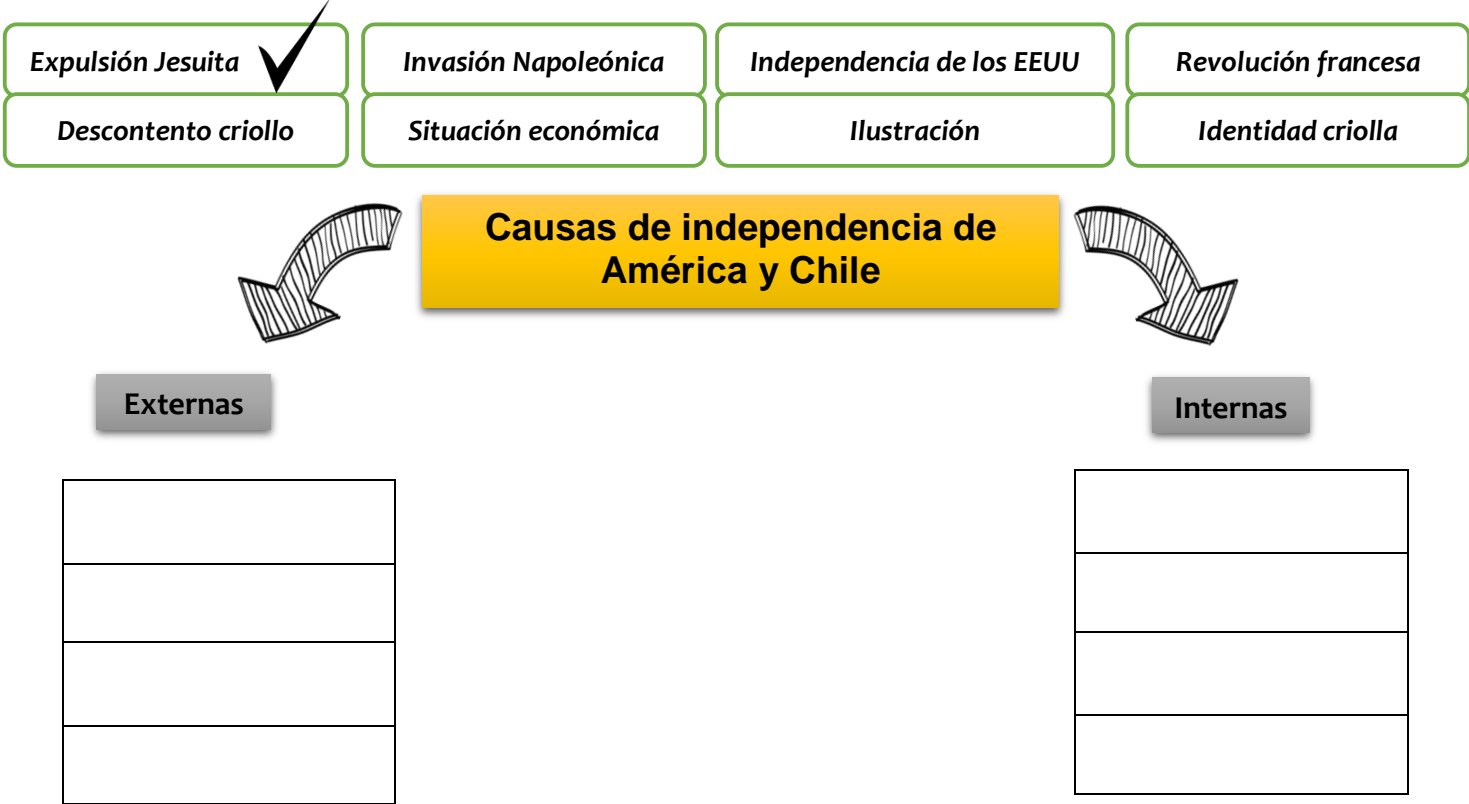 Expulsión Jesuita
Invasión Napoleónica
Independencia de los EEUU
Revolución francesa
Descontento criollo
Situación económica
Ilustración
Identidad criolla
Causas de independencia de
América y Chile
Externas
Internas